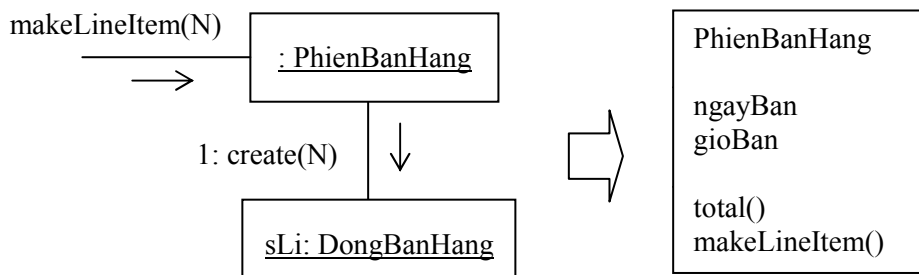 makeLineItem(N)
: PhienBanHang
1: create(N)
sLi: DongBanHang
PhienBanHang
ngayBan
gioBan
total()
makeLineItem()